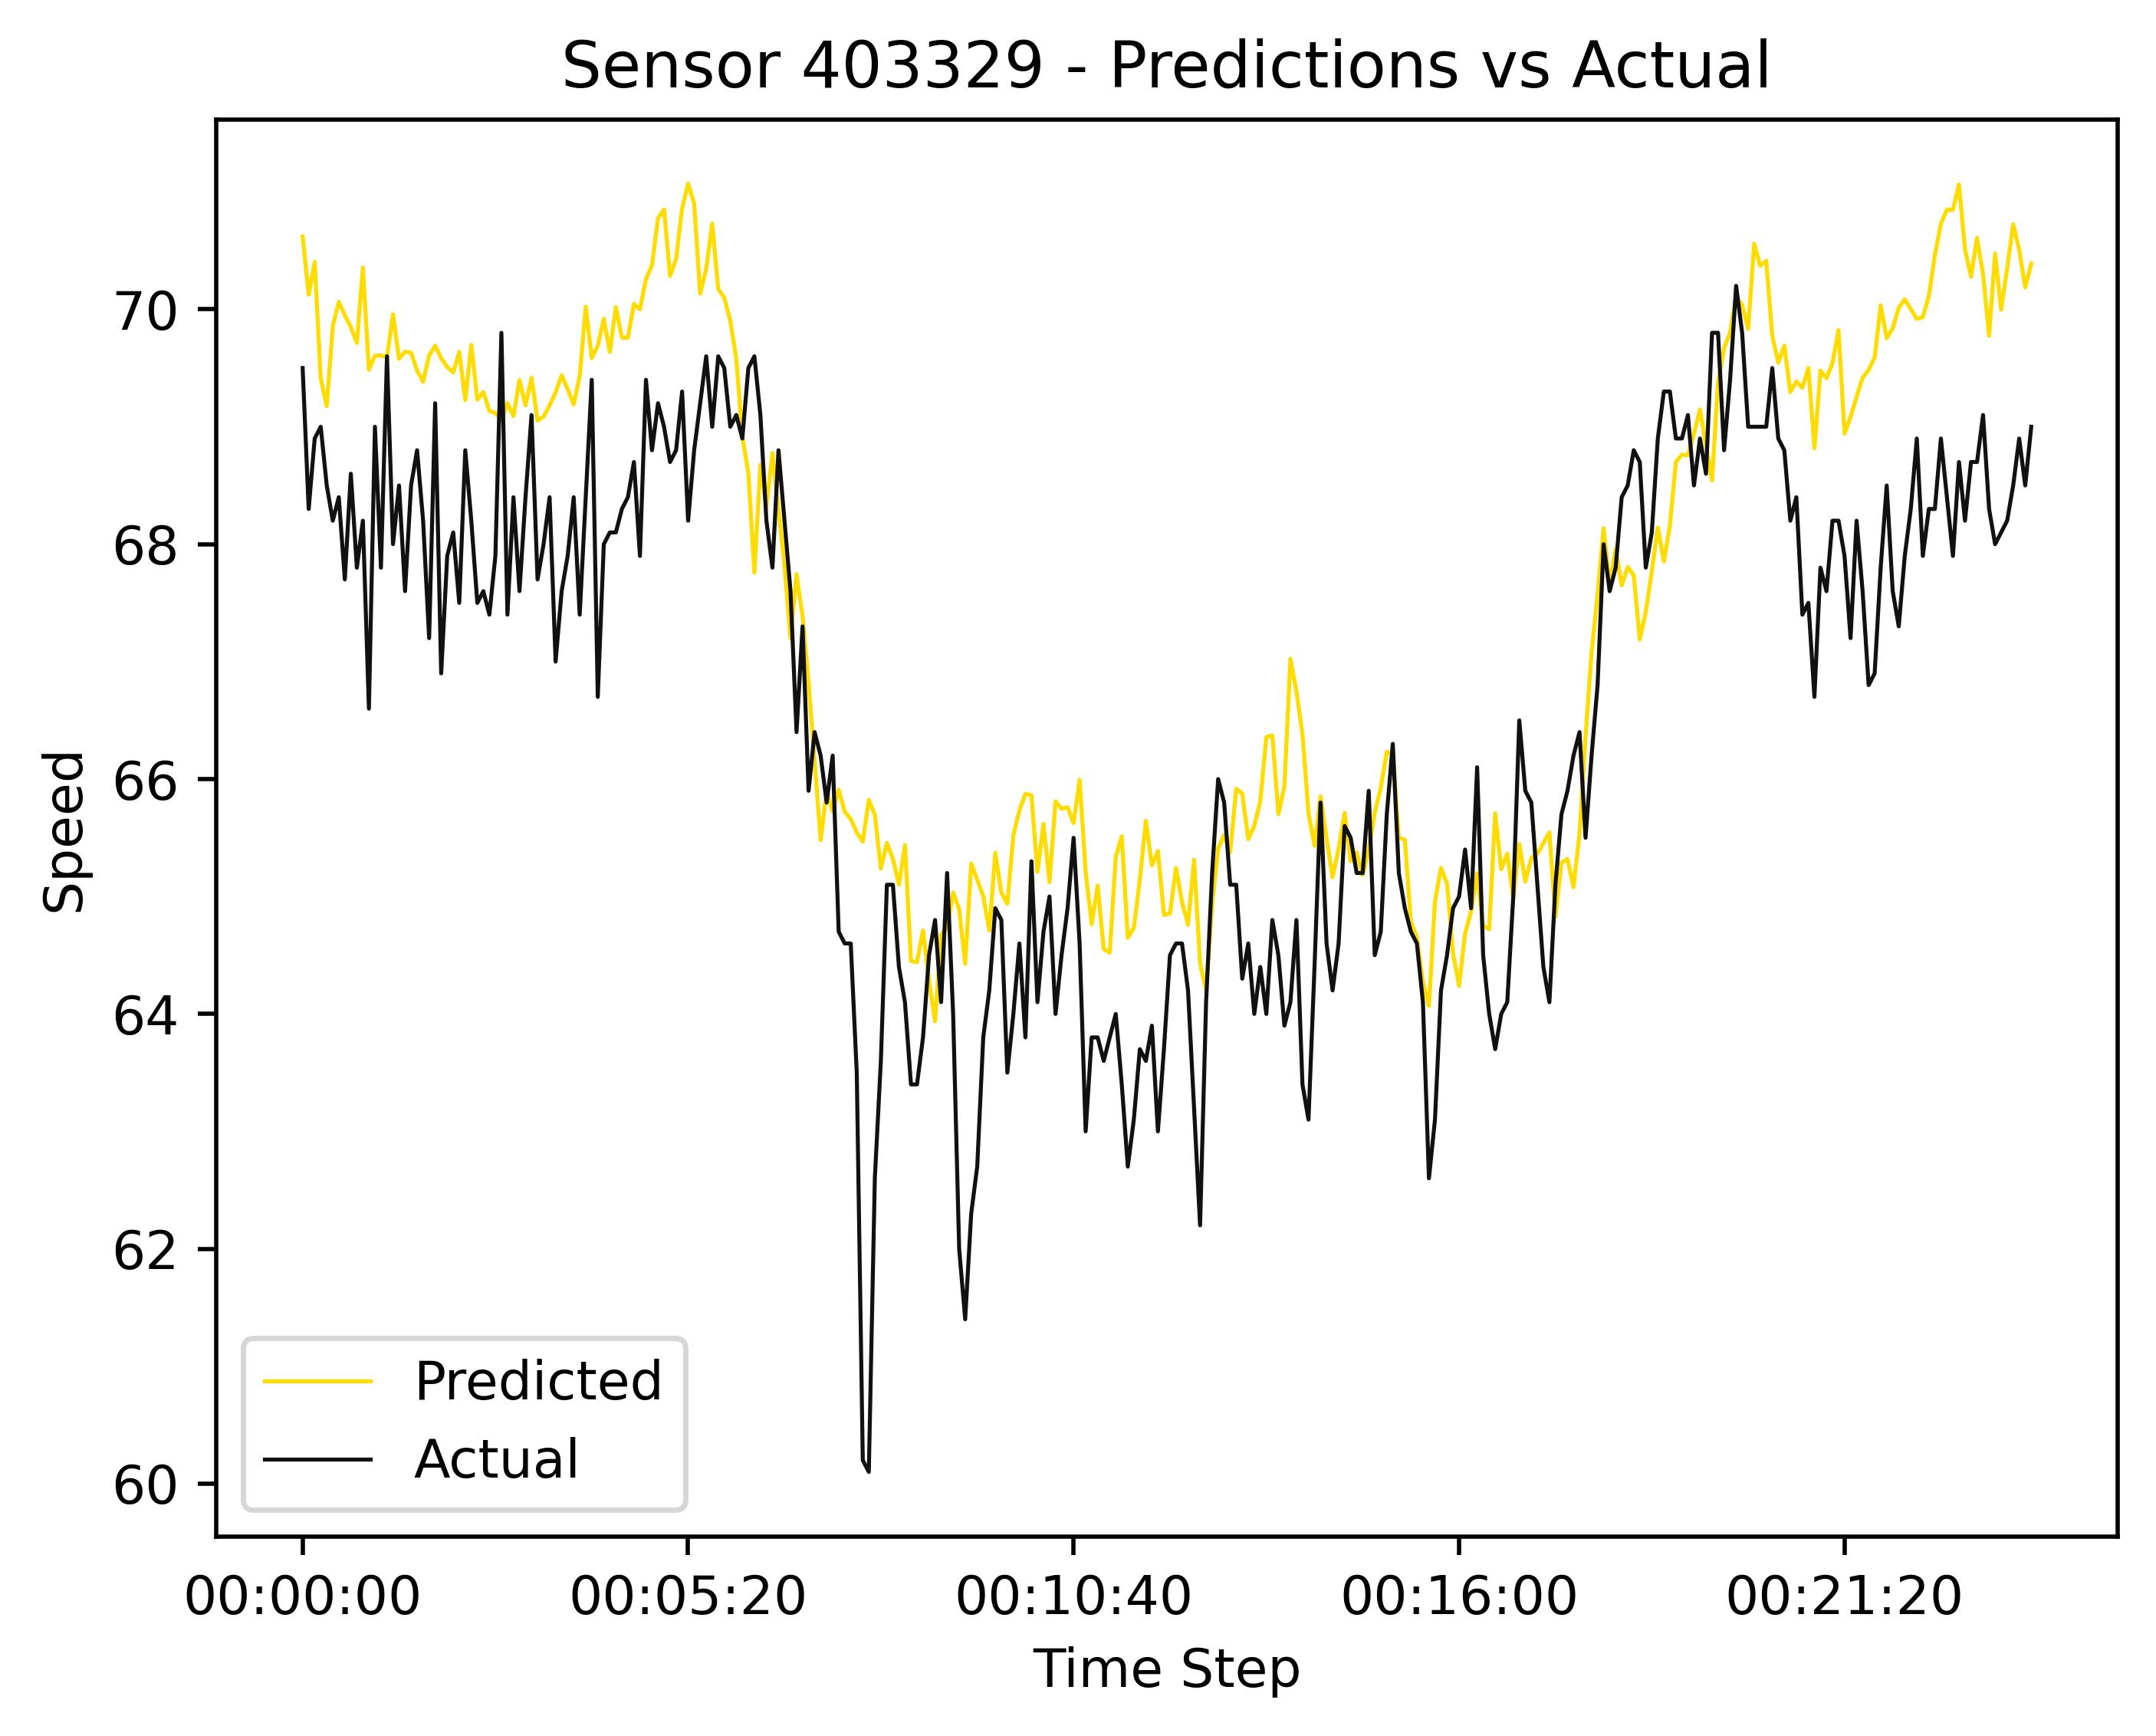 Sensor 403329 - Predictions vs Actual
Speed
70
68
66
64
62
60
Predicted
Actual
00:00:00 00:05:20 00:10:40 00:16:00 00:21:20
Time Step